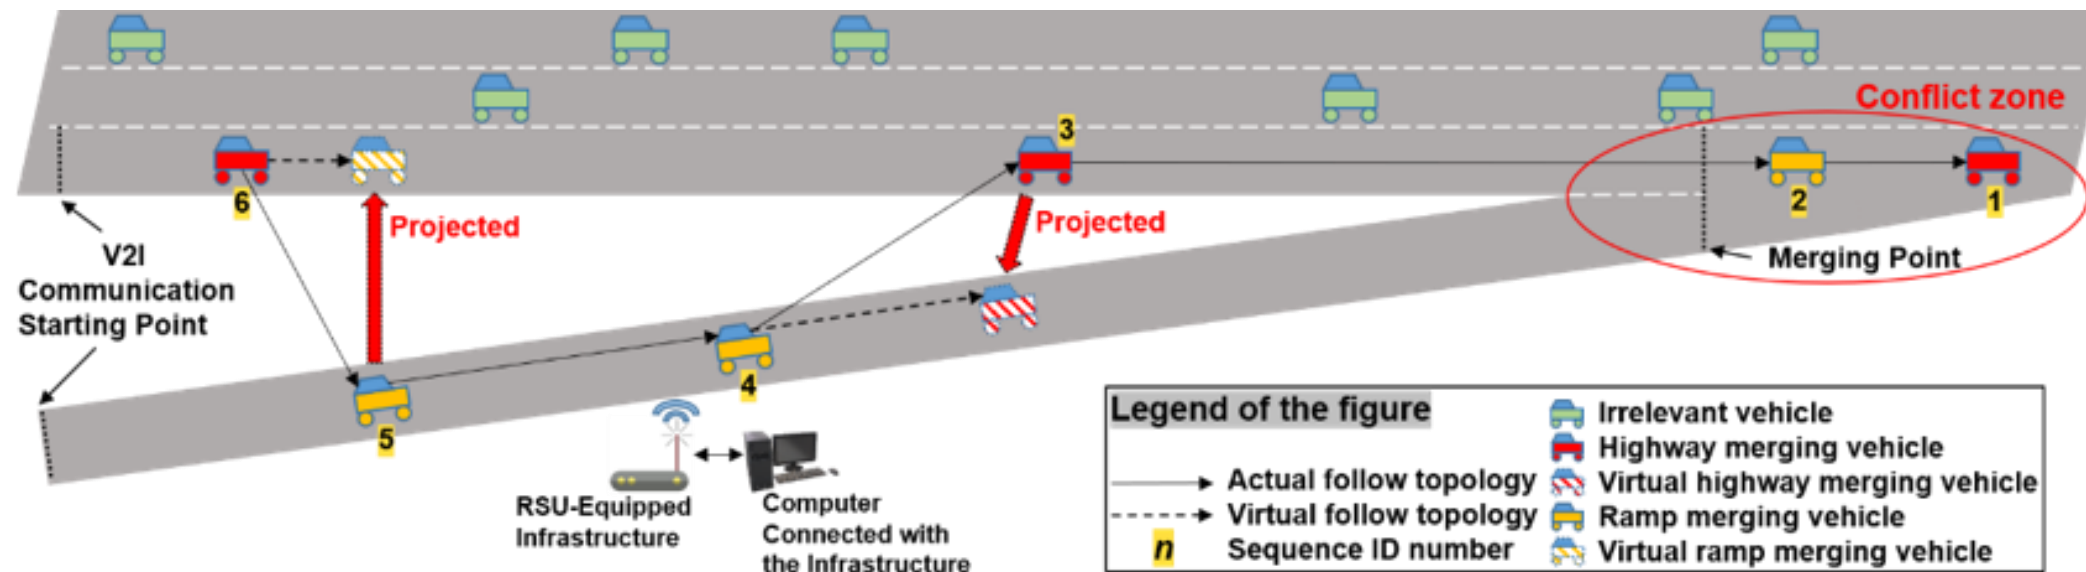 Conflict zone
3
6
2
1
Projected
Projected
V2I
Communication
Starting Point
Merging Point
4
5
RSU-Equipped
Infrastructure
Computer
Connected with
the Infrastructure
Legend of the figure
Actual follow topology
Virtual follow topology
n Sequence ID number
Irrelevant vehicle
Highway merging vehicle
Virtual highway merging vehicle
Ramp merging vehicle
Virtual ramp merging vehicle